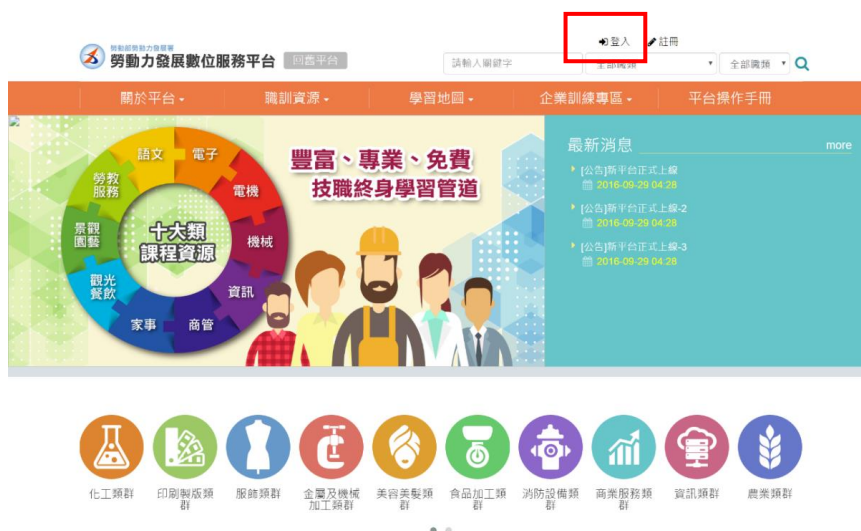 登入 註冊
勞動部勞動力發展署
勞動力發展數位服務平台 回舊平台
請輸入關鍵字 全部職類 全部職類
關於平台 職訓資源 學習地圖 企業訓練專區 平台操作手冊
語文 電子
勞教
服務
電機
景觀
園藝
機械
觀光
餐飲
資訊
家事 商管
十大類
課程資源
豐富、專業、免費
技職終身學習管道
最新消息 more
[公告]新平台正式上線
2016-09-29 04:28
[公告]新平台正式上線-2
2016-09-29 04:28
[公告]新平台正式上線-3
2016-09-29 04:28
化工類群 印刷製版類 服飾類群 金屬及機械 美容美髮類 食品加工類 消防設備類 商業服務類 資訊類群 農業類群
群 加工類群 群 群 群 群